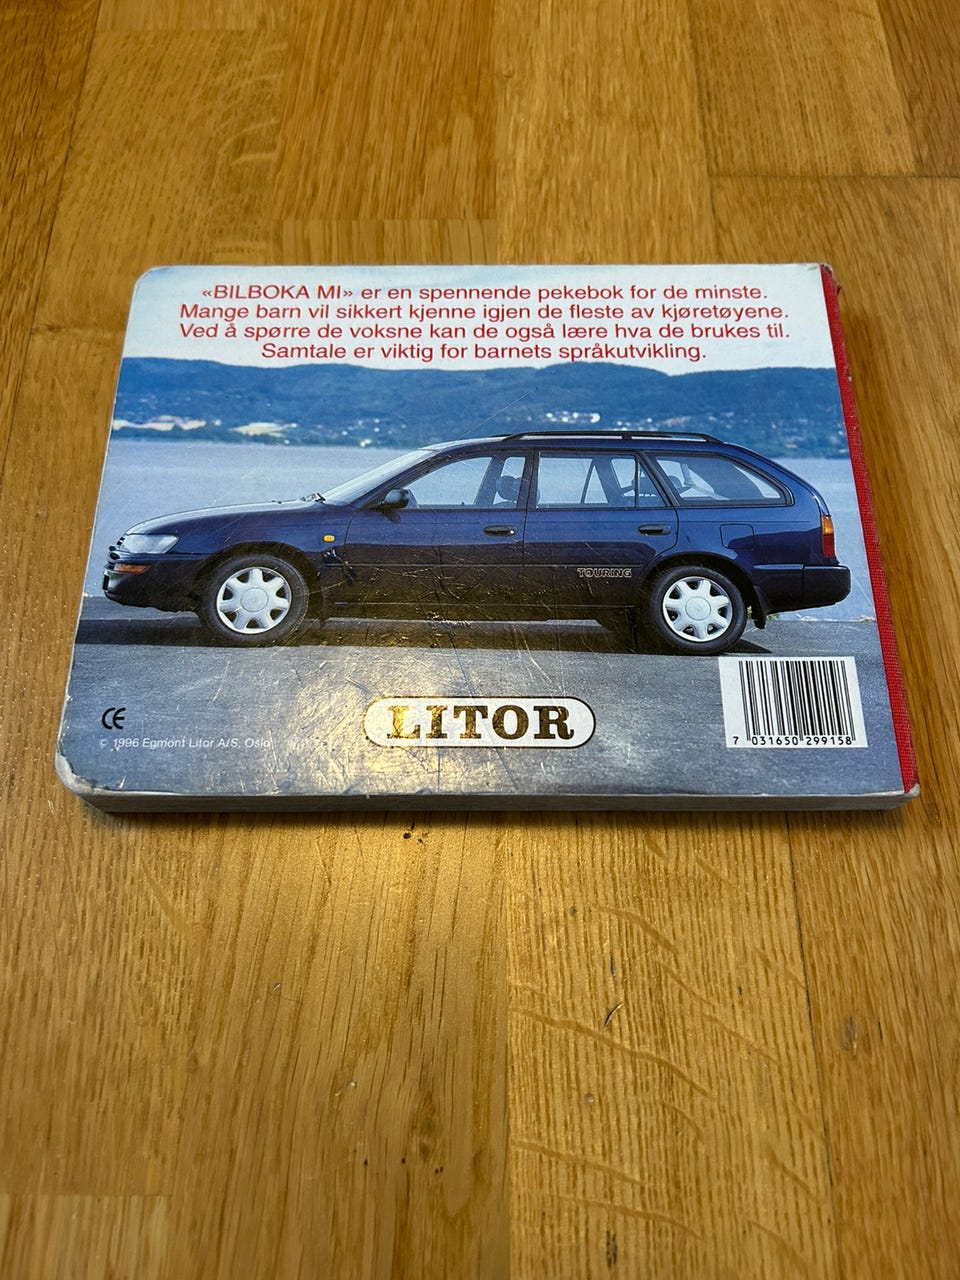 «BILBOKA MI» er en spennende pekebok for de minste.
Mange barn vil sikkert kjenne igjen de fleste av kjøretøyene.
Ved å spørre de voksne kan de også lære hva de brukes til.
Samtale er viktig for barnets språkutvikling.
TOURING
CE
© 1996 Egmont Litor A/S, Oslo
LITOR
7 031650 299158